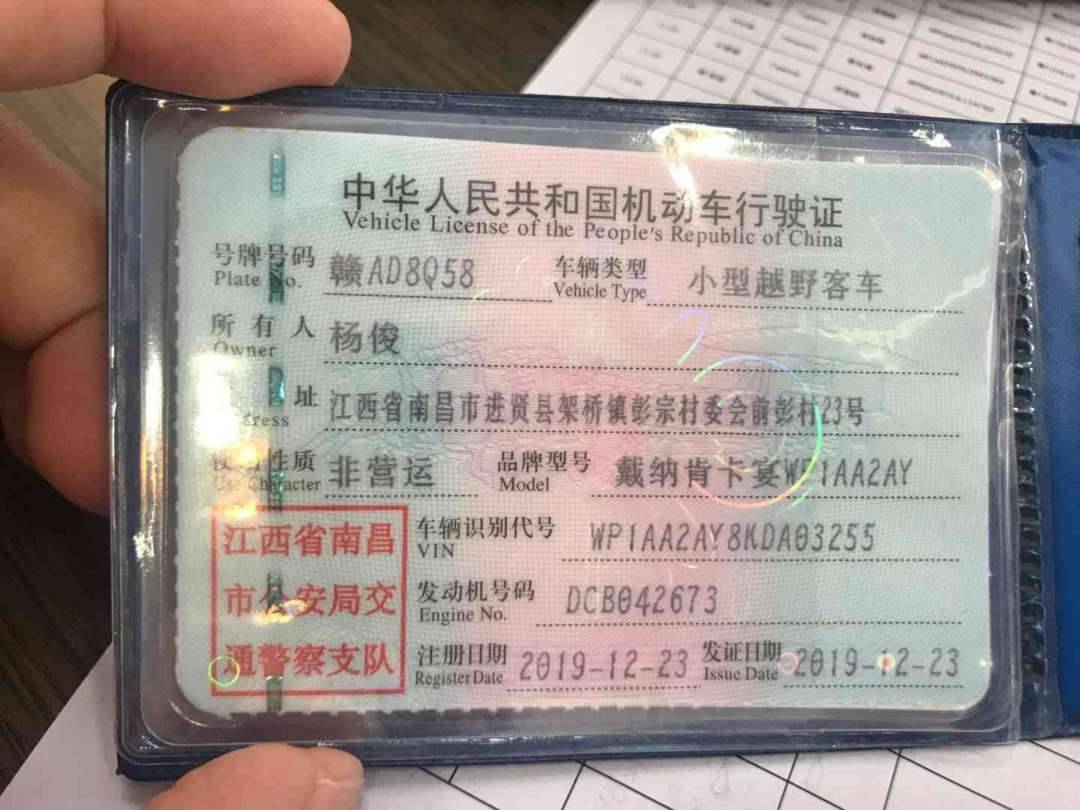 中华人民共和国机动车行驶证
Vehicle License of the People's Republic of China
号牌号码 赣AD8Q58 车辆类型 小型越野客车
Plate No. Vehicle Type
所有人 杨俊
Owner
址 江西省南昌市进贤县架桥镇彭宗村委会前彭村23号
性质 非营运 品牌型号 戴纳肯卡宴WP1AA2AY
Use Character Model
江西省南昌 车辆识别代号 WP1AA2AY8KDA03255
VIN
市公安局交 发动机号码 DCB042673
Engine No.
通警察支队 注册日期 2019-12-23 发证日期 2019-12-23
Register Date Issue Date